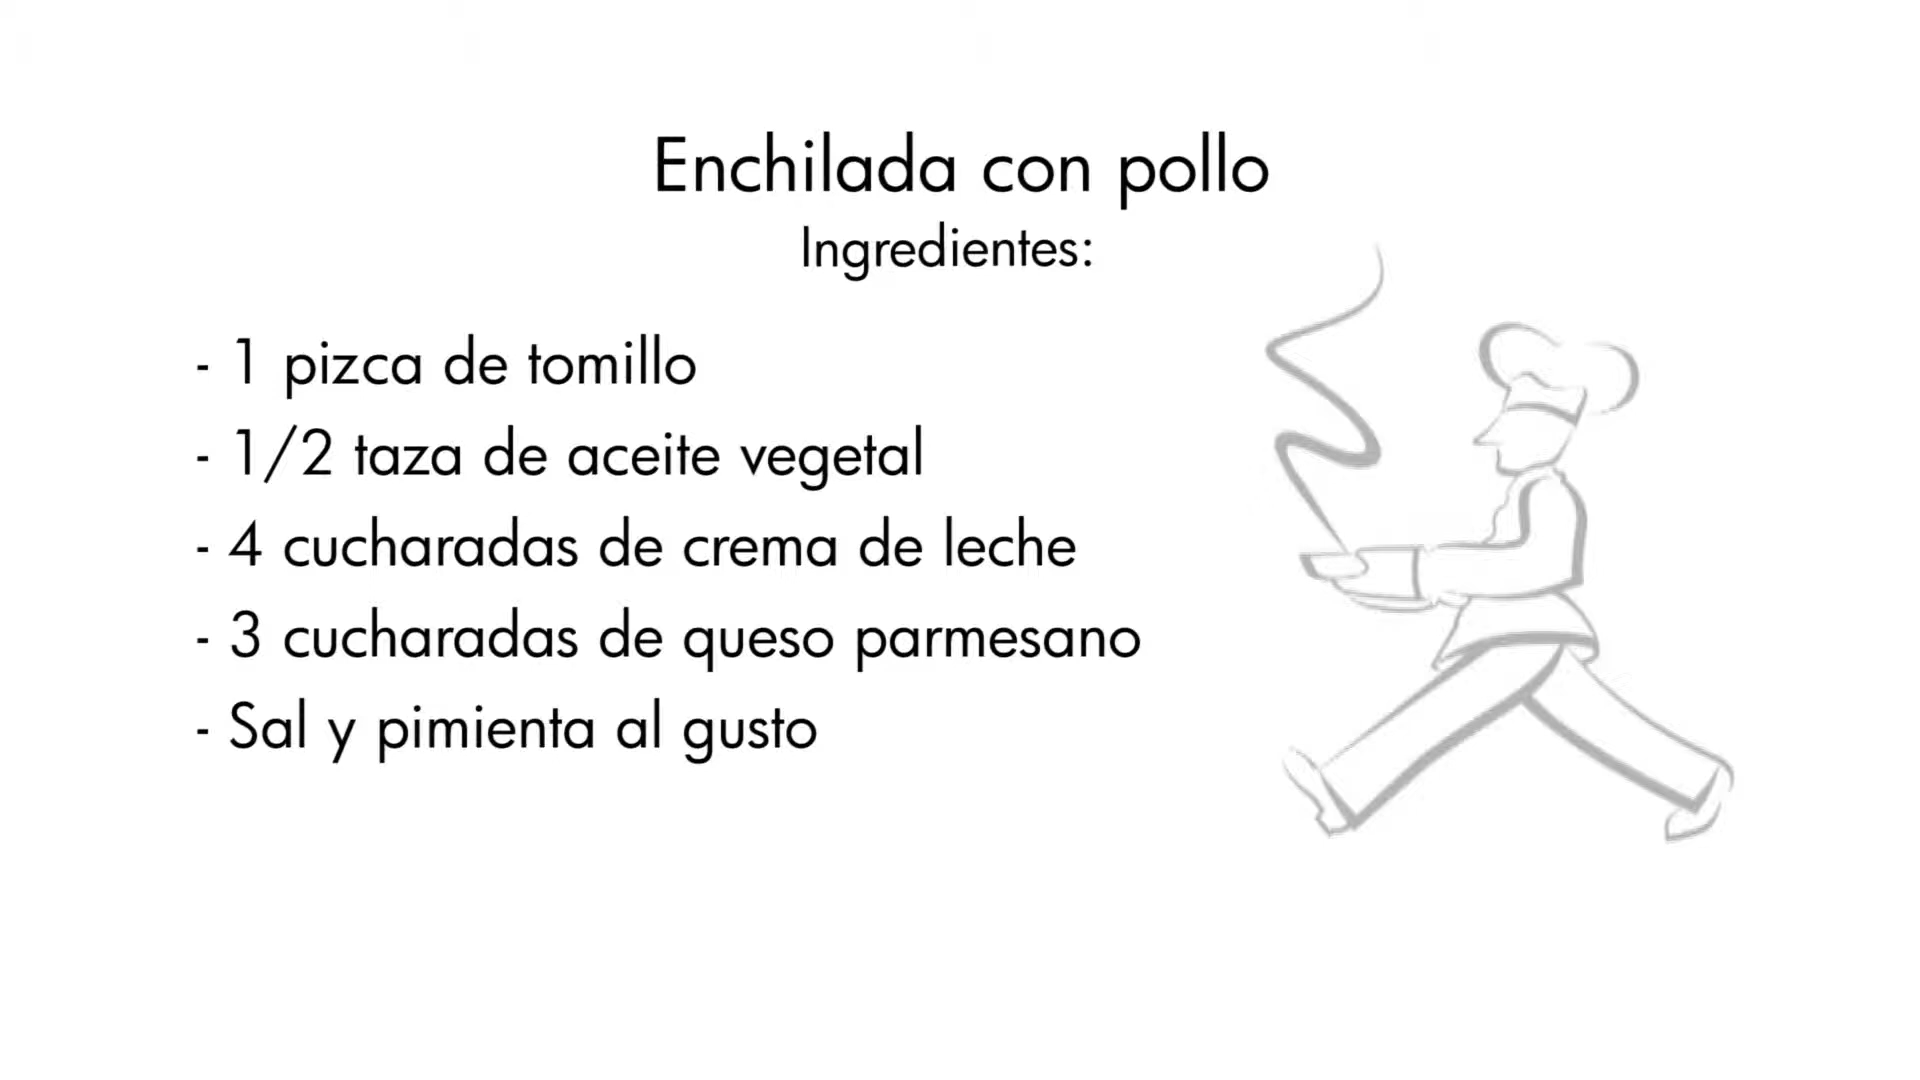 Enchilada con pollo
Ingredientes:
- 1 pizca de tomillo
- 1/2 taza de aceite vegetal
- 4 cucharadas de crema de leche
- 3 cucharadas de queso parmesano
- Sal y pimienta al gusto